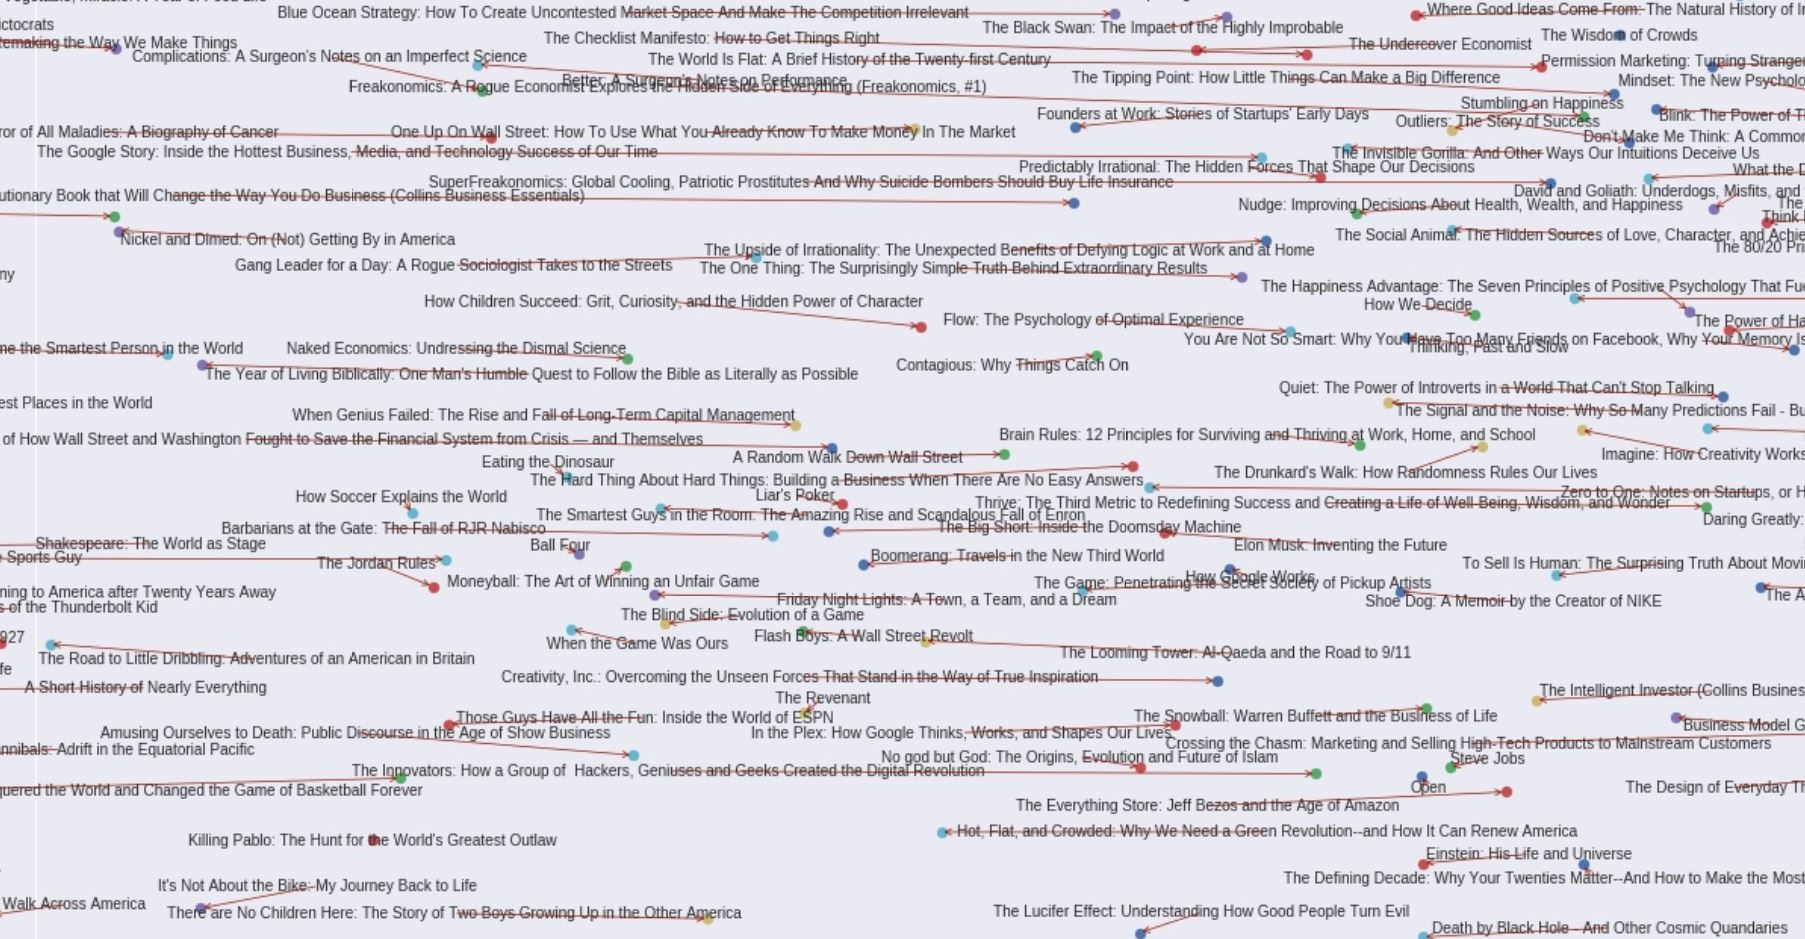 Blue Ocean Strategy: How To Create Uncontested Market Space And Make The Competition Irrelevant
Where Good Ideas Come From: The Natural History of
The Black Swan: The Impact of the Highly Improbable
The Wisdom of Crowds
The Checklist Manifesto: How to Get Things Right
The Undercover Economist
the Way We Make Things
Complications: A Surgeon's Notes on an Imperfect Science
The World Is Flat: A Brief History of the Twenty-first Century
Permission Marketing: Turning
The Tipping Point: How Little Things Can Make a Big Difference
Mindset: The New
Better: A Surgeon's Notes on Performance
Freakonomics: A Rogue Economist Explores the Hidden Side of Everything (Freakonomics, #1)
Stumbling on Happiness
Founders at Work: Stories of Startups' Early Days
Blink: The Power of
Outliers: The Story of Success
of All Maladies: A Biography of Cancer
One Up On Wall Street: How To Use What You Already Know To Make Money In The Market
Don't Make Me Think: A Common
The Google Story: Inside the Hottest Business, Media, and Technology Success of Our Time
The Invisible Gorilla: And Other Ways Our Intuitions Deceive Us
Predictably Irrational: The Hidden Forces That Shape Our Decisions
What the
SuperFreakonomics: Global Cooling, Patriotic Prostitutes And Why Suicide Bombers Should Buy Life Insurance
David and Goliath: Underdogs, Misfits, and
utionary Book that Will Change the Way You Do Business (Collins Business Essentials)
Nudge: Improving Decisions About Health, Wealth, and Happiness
The
Think
The Social Animal: The Hidden Sources of Love, Character, and
Nickel and Dimed: On (Not) Getting By in America
The 80/20
The Upside of Irrationality: The Unexpected Benefits of Defying Logic at Work and at Home
Gang Leader for a Day: A Rogue Sociologist Takes to the Streets
The One Thing: The Surprisingly Simple Truth Behind Extraordinary Results
The Happiness Advantage: The Seven Principles of Positive Psychology That
How Children Succeed: Grit, Curiosity, and the Hidden Power of Character
How We Decide
Flow: The Psychology of Optimal Experience
The Power of
You Are Not So Smart: Why You Have Too Many Friends on Facebook, Why Your Memory
Thinking, Fast and Slow
the Smartest Person in the World
Naked Economics: Undressing the Dismal Science
Contagious: Why Things Catch On
The Year of Living Biblically: One Man's Humble Quest to Follow the Bible as Literally as Possible
Quiet: The Power of Introverts in a World That Can't Stop Talking
est Places in the World
The Signal and the Noise: Why So Many Predictions Fail -
When Genius Failed: The Rise and Fall of Long-Term Capital Management
of How Wall Street and Washington Fought to Save the Financial System from Crisis — and Themselves
Brain Rules: 12 Principles for Surviving and Thriving at Work, Home, and School
A Random Walk Down Wall Street
Imagine: How Creativity Works
Eating the Dinosaur
The Drunkard's Walk: How Randomness Rules Our Lives
The Hard Thing About Hard Things: Building a Business When There Are No Easy Answers
How Soccer Explains the World
Liar's Poker
Zero to One: Notes on Startups, or
Thrive: The Third Metric to Redefining Success and Creating a Life of Well-Being, Wisdom, and Wonder
The Smartest Guys in the Room: The Amazing Rise and Scandalous Fall of Enron
Daring Greatly:
Barbarians at the Gate: The Fall of RJR Nabisco
The Big Short: Inside the Doomsday Machine
Shakespeare: The World as Stage
Ball Four
Elon Musk: Inventing the Future
Sports Guy
The Jordan Rules
Boomerang: Travels in the New Third World
To Sell Is Human: The Surprising Truth About
How Google Works
Moneyball: The Art of Winning an Unfair Game
The Game: Penetrating the Secret Society of Pickup Artists
ning to America after Twenty Years Away
Friday Night Lights: A Town, a Team, and a Dream
Shoe Dog: A Memoir by the Creator of NIKE
The A
of the Thunderbolt Kid
The Blind Side: Evolution of a Game
927
When the Game Was Ours
Flash Boys: A Wall Street Revolt
The Looming Tower: Al-Qaeda and the Road to 9/11
The Road to Little Dribbling: Adventures of an American in Britain
fe
Creativity, Inc.: Overcoming the Unseen Forces That Stand in the Way of True Inspiration
A Short History of Nearly Everything
The Revenant
The Intelligent Investor (Collins Business
Those Guys Have All the Fun: Inside the World of ESPN
The Snowball: Warren Buffett and the Business of Life
Business Model
Amusing Ourselves to Death: Public Discourse in the Age of Show Business
In the Plex: How Google Thinks, Works, and Shapes Our Lives
Crossing the Chasm: Marketing and Selling High-Tech Products to Mainstream Customers
nnibals: Adrift in the Equatorial Pacific
No god but God: The Origins, Evolution and Future of Islam
Steve Jobs
The Innovators: How a Group of Hackers, Geniuses and Geeks Created the Digital Revolution
Open
The Design of Everyday
quered the World and Changed the Game of Basketball Forever
The Everything Store: Jeff Bezos and the Age of Amazon
Hot, Flat, and Crowded: Why We Need a Green Revolution--and How It Can Renew America
Killing Pablo: The Hunt for the World's Greatest Outlaw
Einstein: His Life and Universe
The Defining Decade: Why Your Twenties Matter--And How to Make the Most
It's Not About the Bike: My Journey Back to Life
Walk Across America
There are No Children Here: The Story of Two Boys Growing Up in the Other America
The Lucifer Effect: Understanding How Good People Turn Evil
Death by Black Hole - And Other Cosmic Quandaries